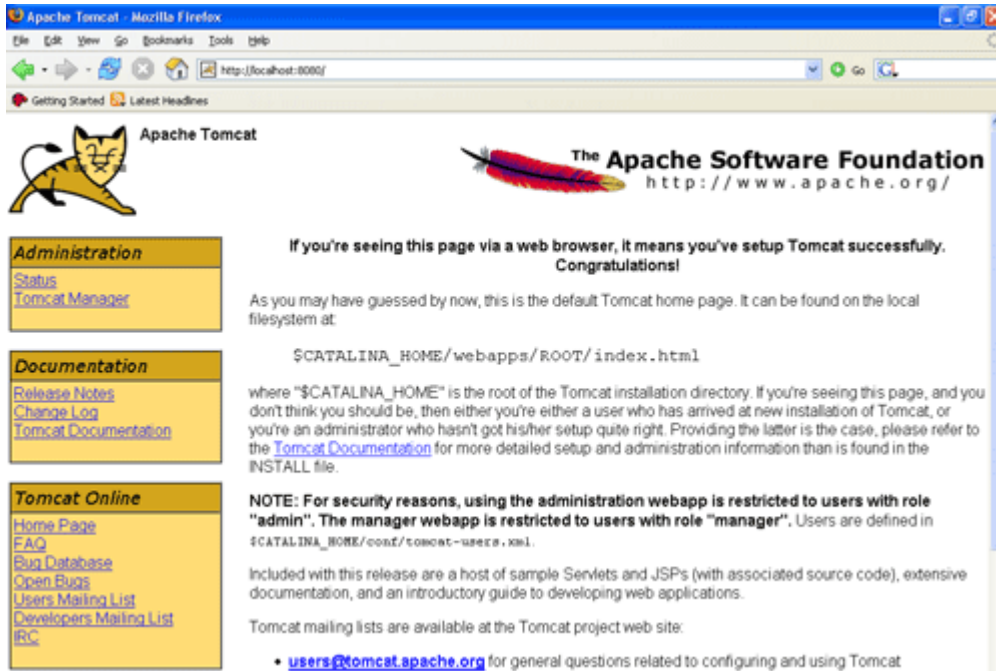 Apache Tomcat - Mozilla Firefox
File Edit View Go Bookmarks Tools Help
http://localhost:8080/
Go
Getting Started Latest Headlines
Apache Tomcat
The Apache Software Foundation
http://www.apache.org/
Administration
Status
Tomcat Manager
Documentation
Release Notes
Change Log
Tomcat Documentation
Tomcat Online
Home Page
FAQ
Bug Database
Open Bugs
Users Mailing List
Developers Mailing List
IRC
If you're seeing this page via a web browser, it means you've setup Tomcat successfully.
Congratulations!
As you may have guessed by now, this is the default Tomcat home page. It can be found on the local
filesystem at:
$CATALINA_HOME/webapps/ROOT/index.html
where "$CATALINA_HOME" is the root of the Tomcat installation directory. If you're seeing this page, and you
don't think you should be, then either you're either a user who has arrived at new installation of Tomcat, or
you're an administrator who hasn't got his/her setup quite right. Providing the latter is the case, please refer to
the Tomcat Documentation for more detailed setup and administration information than is found in the
INSTALL file.
NOTE: For security reasons, using the administration webapp is restricted to users with role
"admin". The manager webapp is restricted to users with role "manager". Users are defined in
$CATALINA_HOME/conf/tomcat-users.xml.
Included with this release are a host of sample Servlets and JSPs (with associated source code), extensive
documentation, and an introductory guide to developing web applications.
Tomcat mailing lists are available at the Tomcat project web site:
• users@tomcat.apache.org for general questions related to configuring and using Tomcat